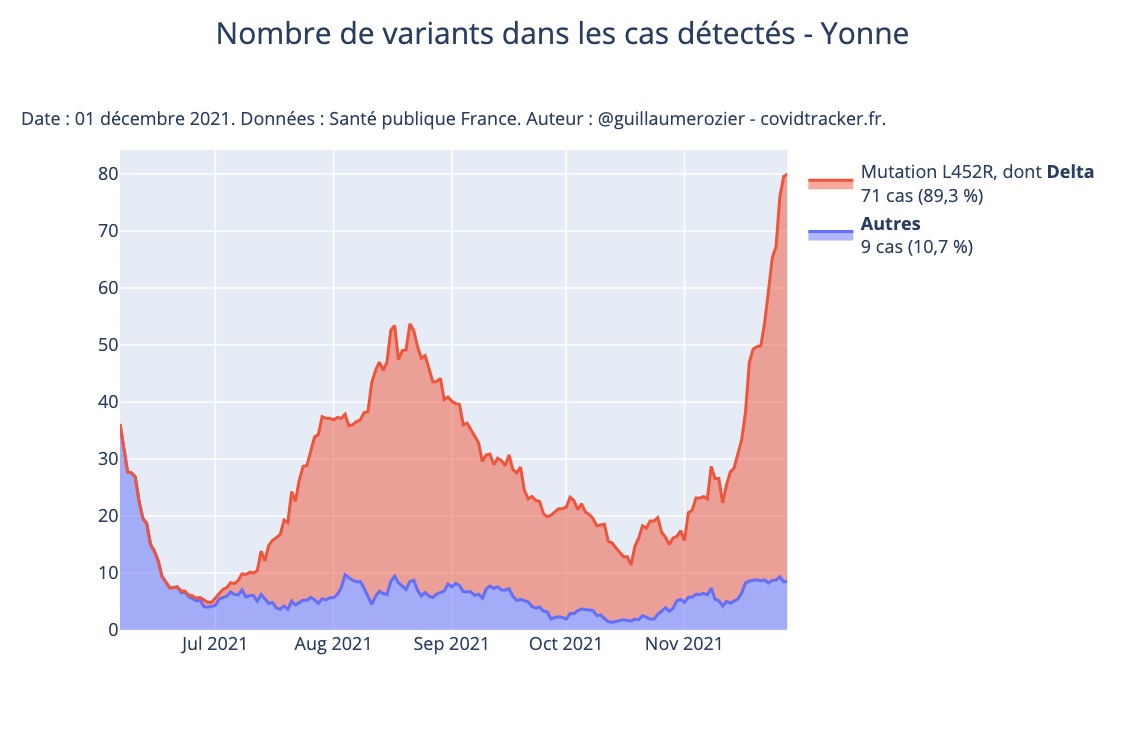 Nombre de variants dans les cas détectés - Yonne
Date : 01 décembre 2021. Données : Santé publique France. Auteur : @guillaumerozier - covidtracker.fr.
80
70
60
50
40
30
20
10
0
Jul 2021
Aug 2021
Sep 2021
Oct 2021
Nov 2021
Mutation L452R, dont Delta
71 cas (89,3 %)
Autres
9 cas (10,7 %)